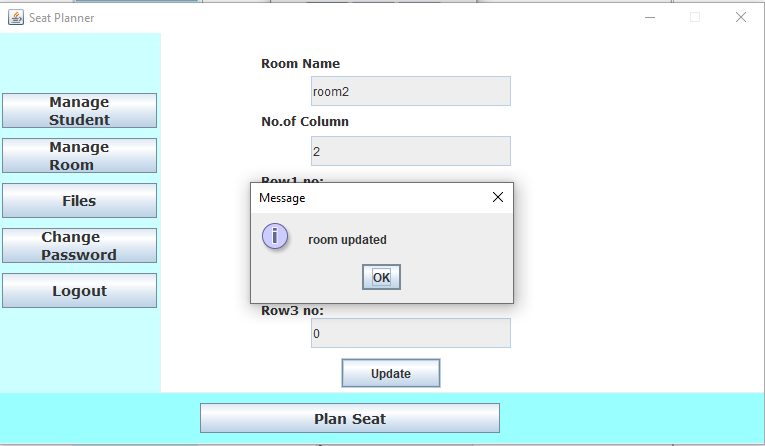 Seat Planner
Room Name
room2
Manage
Student
No.of Column
Manage
Room
2
Row1 no:
Message
Files
room updated
Change
Password
OK
Logout
Row3 no:
0
Update
Plan Seat